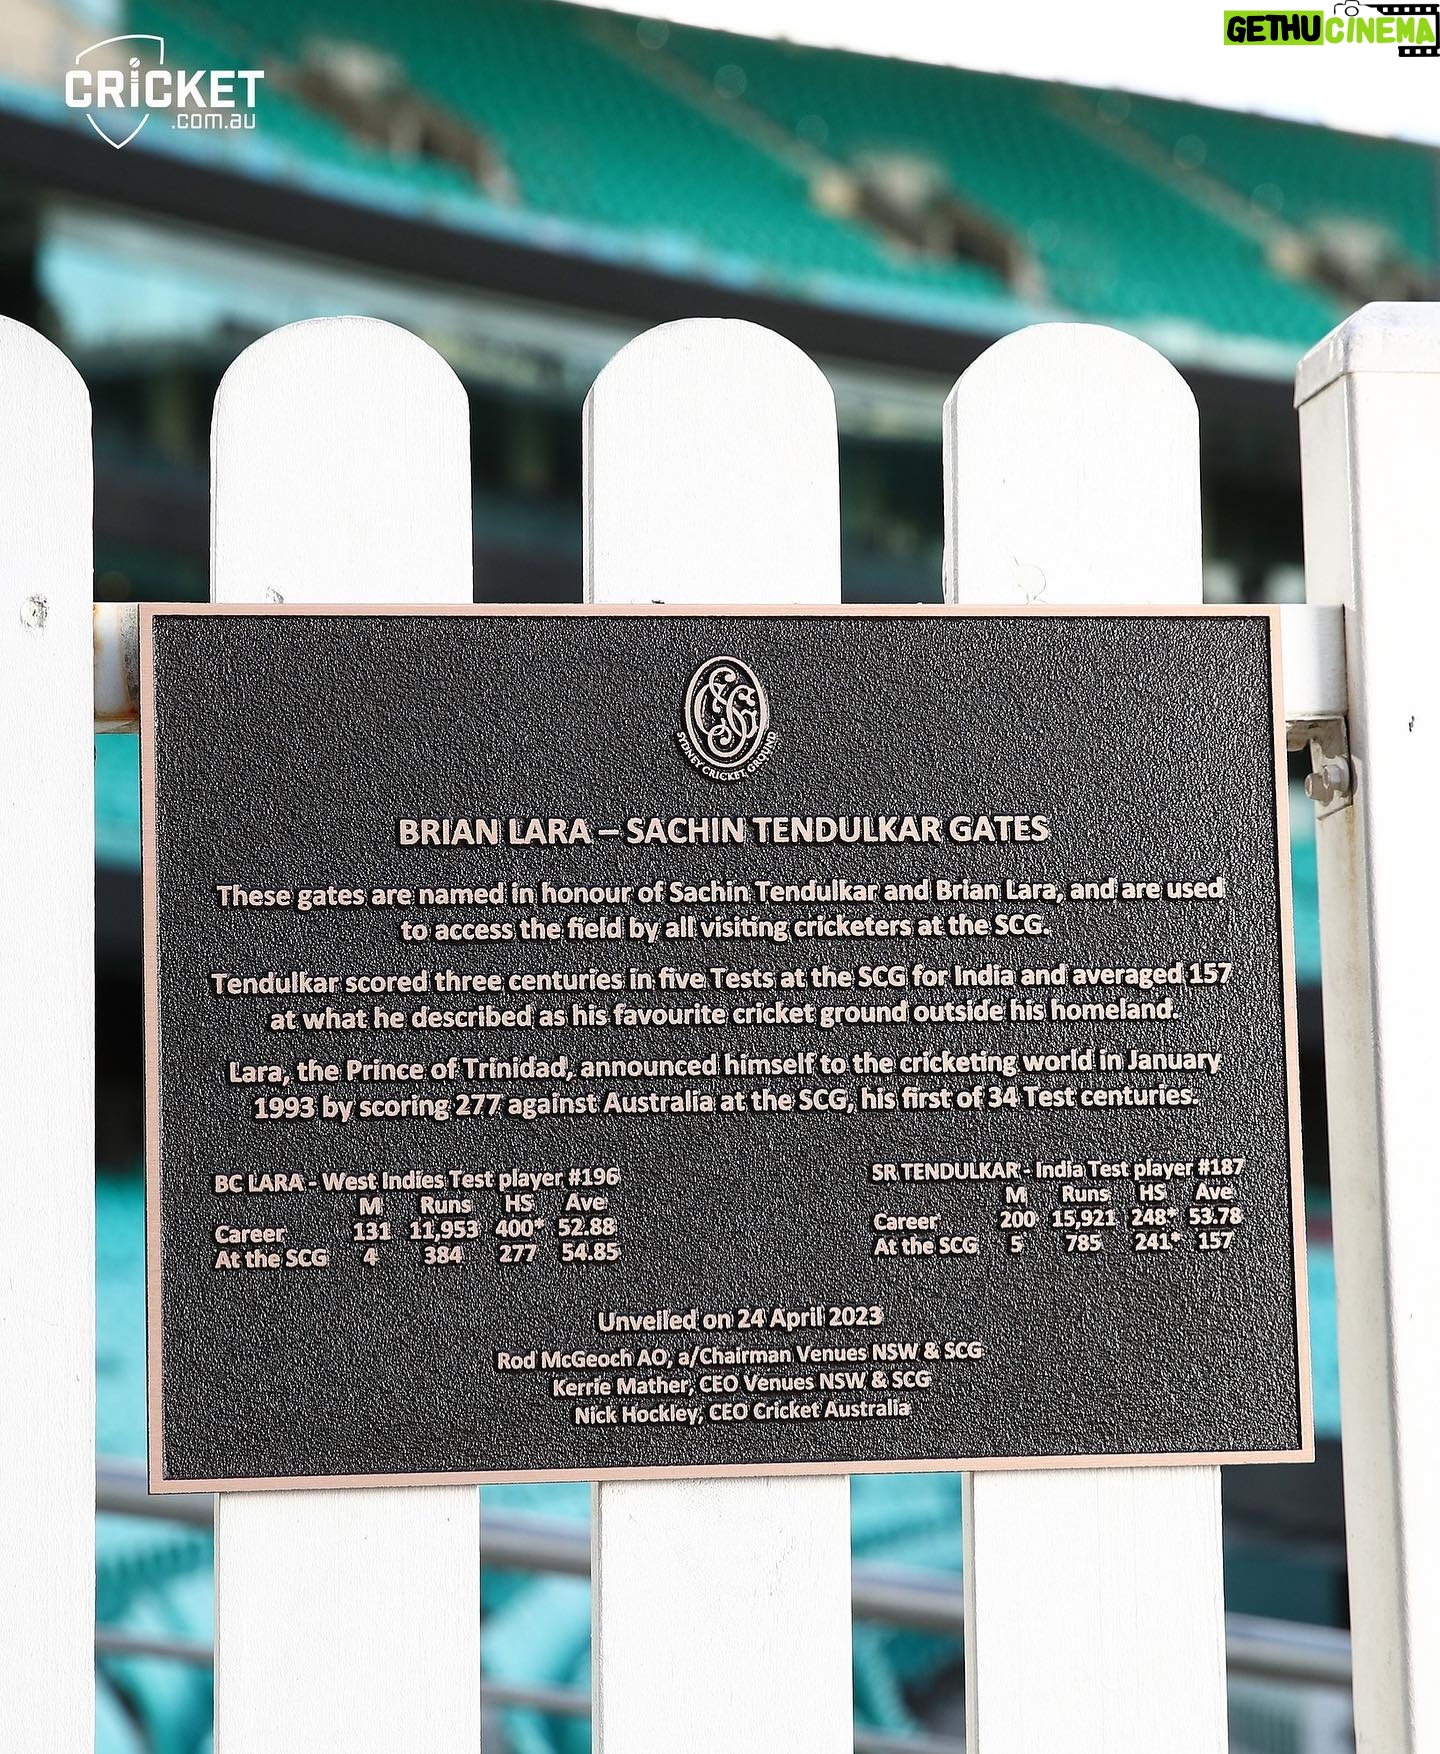 CRICKET
.com.au
GETHU CINEMA
SYDNEY CRICKET GROUND
BRIAN LARA – SACHIN TENDULKAR GATES
These gates are named in honour of Sachin Tendulkar and Brian Lara, and are used
to access the field by all visiting cricketers at the SCG.
Tendulkar scored three centuries in five Tests at the SCG for India and averaged 157
at what he described as his favourite cricket ground outside his homeland.
Lara, the Prince of Trinidad, announced himself to the cricketing world in January
1993 by scoring 277 against Australia at the SCG, his first of 34 Test centuries.
BC LARA - West Indies Test player #196
M Runs HS Ave
Career 131 11,953 400* 52.88
At the SCG 4 384 277 54.85
SR TENDULKAR - India Test player #187
M Runs HS Ave
Career 200 15,921 248* 53.78
At the SCG 5 785 241* 157
Unveiled on 24 April 2023
Rod McGeoch AO, a/Chairman Venues NSW & SCG
Kerrie Mather, CEO Venues NSW & SCG
Nick Hockley, CEO Cricket Australia